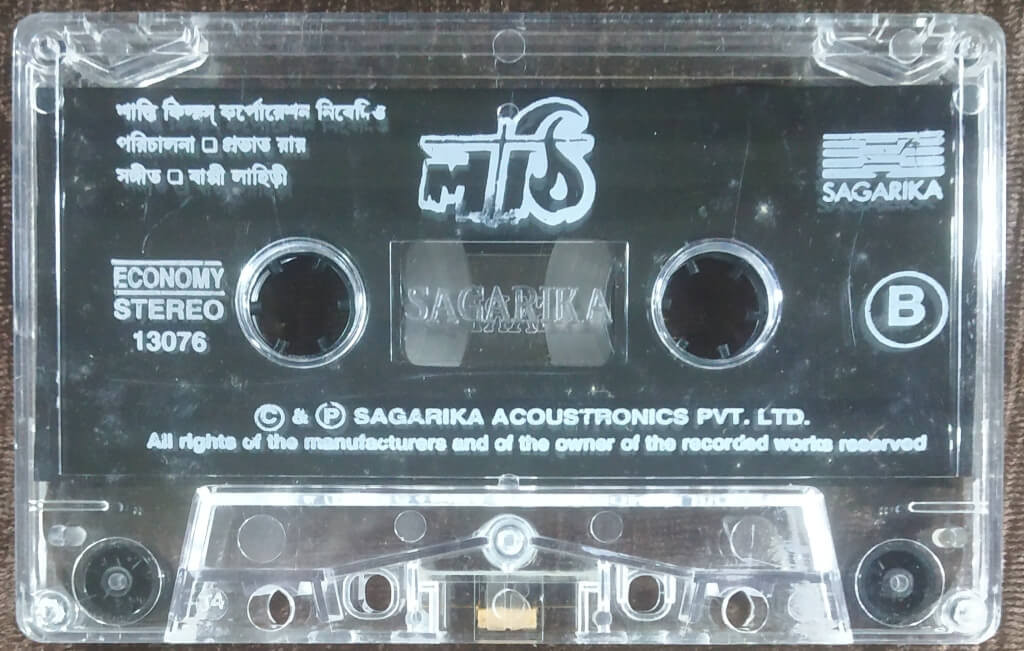 শান্তি ফিল্মস্ কর্পোরেশন নিবেদিত
পরিচালনা □ প্রভাত রায়
সঙ্গীত □ বাপ্পী লাহিড়ী
লাঠি
SAGARIKA
ECONOMY
STEREO
13076
SAGARIKA
B
© & ℗ SAGARIKA ACOUSTRONICS PVT. LTD.
All rights of the manufacturers and of the owner of the recorded works reserved